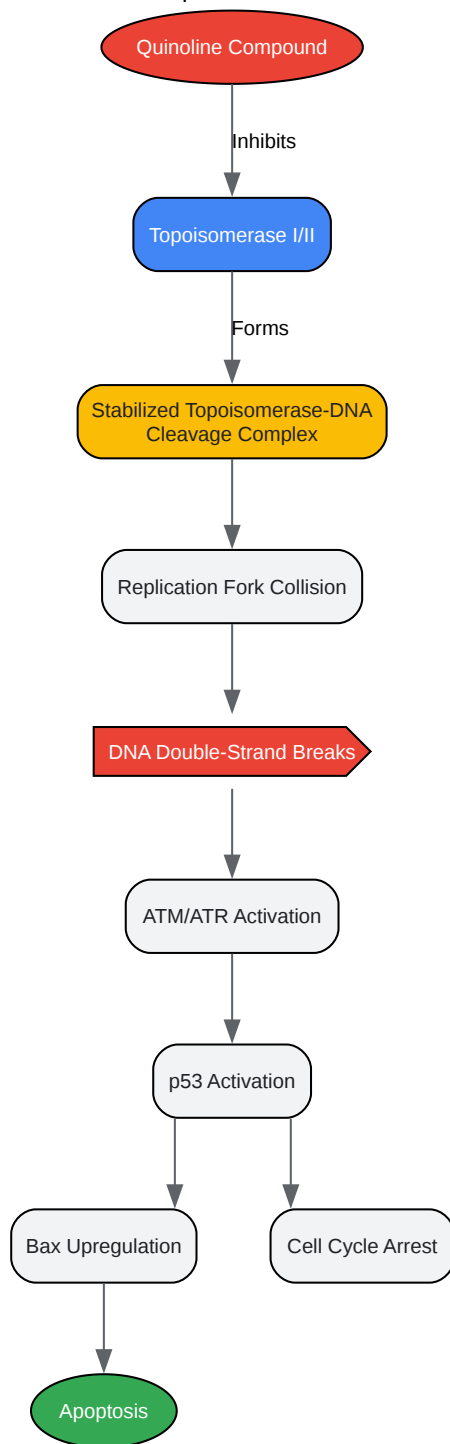 Quinoline Compound
Inhibits
Topoisomerase I/II
Forms
Stabilized Topoisomerase-DNA
Cleavage Complex
Replication Fork Collision
DNA Double-Strand Breaks
ATM/ATR Activation
p53 Activation
Bax Upregulation
Cell Cycle Arrest
Apoptosis